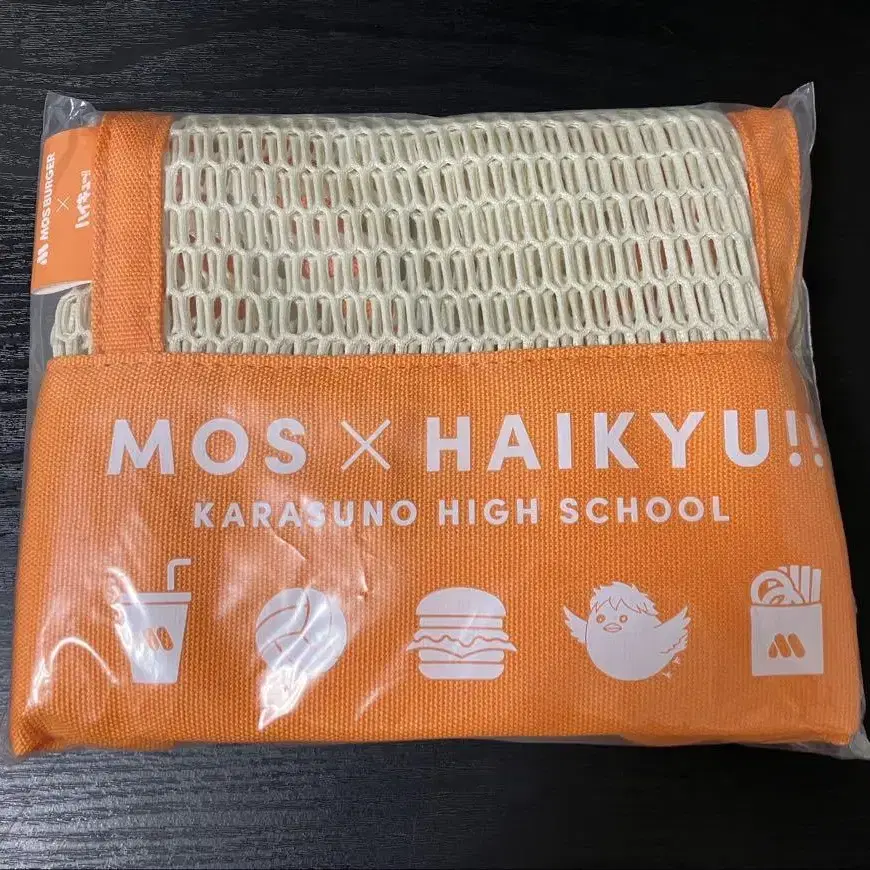 MOS BURGER
×
ハイキュー!!
MOS × HAIKYU!!
KARASUNO HIGH SCHOOL